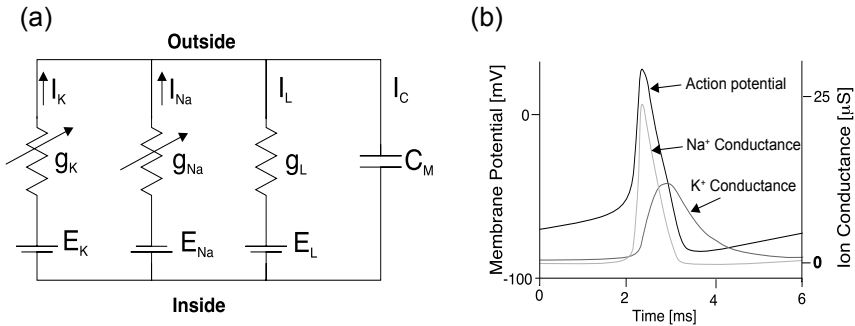 (a)
Outside
I_K
I_Na
I_L
I_C
g_K
g_Na
g_L
C_M
E_K
E_Na
E_L
Inside
(b)
Membrane Potential [mV]
0
-100
Action potential
Na⁺ Conductance
K⁺ Conductance
25
0
Ion Conductance [µS]
0
2
4
6
Time [ms]